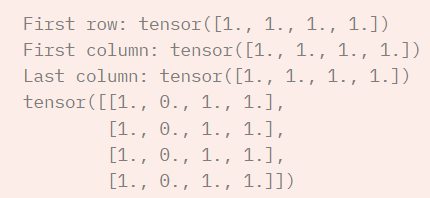 First row: tensor([1., 1., 1., 1.])
First column: tensor([1., 1., 1., 1.])
Last column: tensor([1., 1., 1., 1.])
tensor([[1., 0., 1., 1.],
        [1., 0., 1., 1.],
        [1., 0., 1., 1.],
        [1., 0., 1., 1.]])